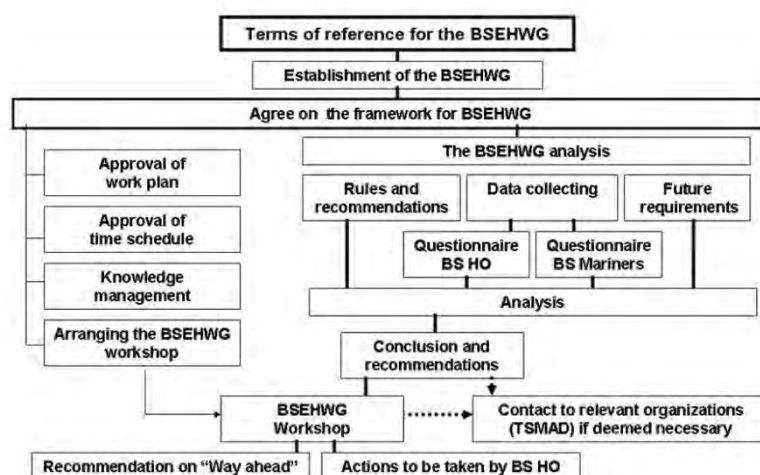 Terms of reference for the BSEHWG
Establishment of the BSEHWG
Agree on the framework for BSEHWG
Approval of
work plan
Approval of
time schedule
Knowledge
management
Arranging the BSEHWG
workshop
The BSEHWG analysis
Rules and
recommendations
Data collecting
Future
requirements
Questionnaire
BS HO
Questionnaire
BS Mariners
Analysis
Conclusion and
recommendations
BSEHWG
Workshop
Contact to relevant organizations
(TSMAD) if deemed necessary
Recommendation on “Way ahead”
Actions to be taken by BS HO